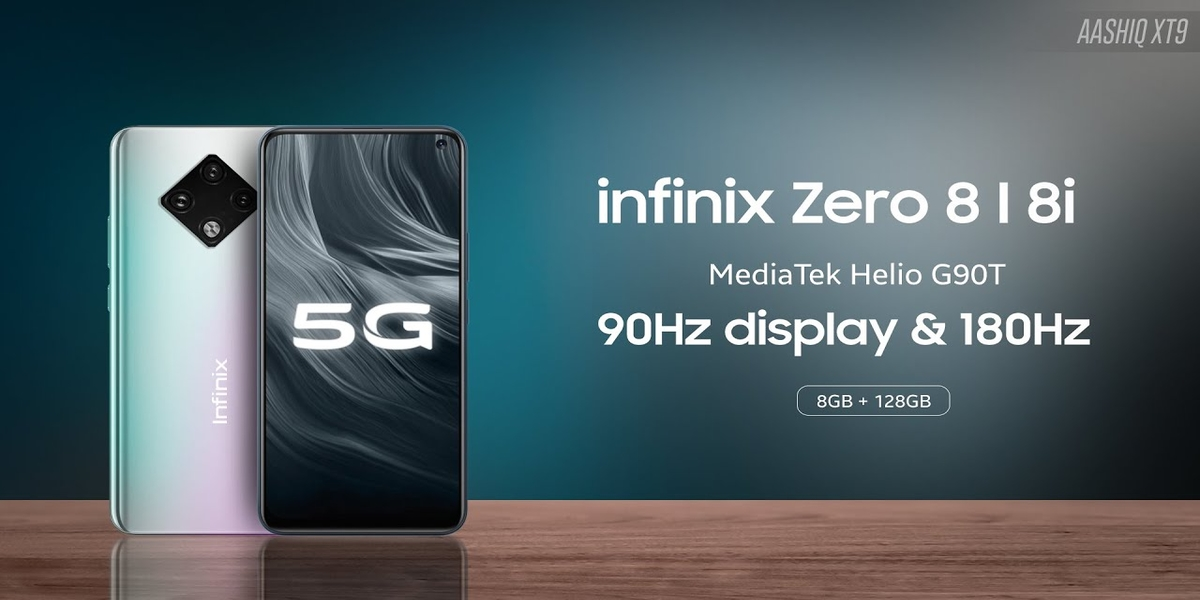 AASHIQ XT9
infinix Zero 8 | 8i
MediaTek Helio G90T
90Hz display & 180Hz
8GB + 128GB
5G
Infinix